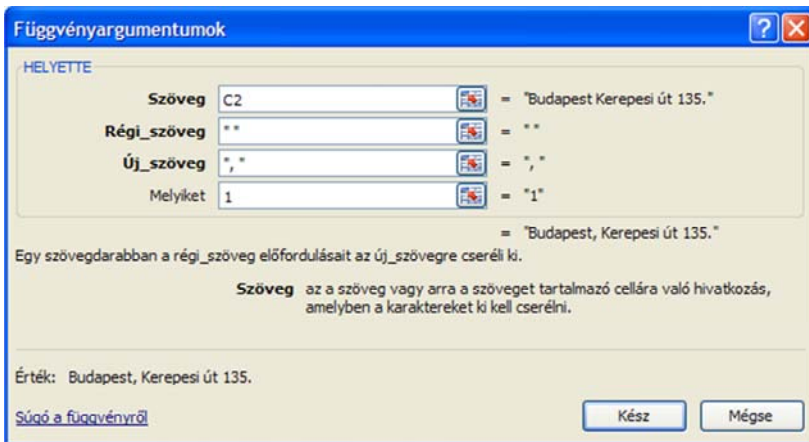 Függvényargumentumok
HELYETTE
Szöveg C2 = "Budapest Kerepesi út 135."
Régi_szöveg " " = " "
Új_szöveg ", " = ", "
Melyiket 1 = "1"
= "Budapest, Kerepesi út 135."
Egy szövegdarabban a régi_szöveg előfordulásait az új_szövegre cseréli ki.
Szöveg az a szöveg vagy arra a szöveget tartalmazó cellára való hivatkozás,
amelyben a karaktereket ki kell cserélni.
Érték: Budapest, Kerepesi út 135.
Súgó a függvényről Kész Mégse